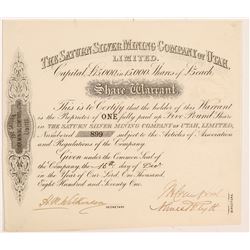 THE SATURN SILVER MINING COMPANY OF UTAH,
LIMITED.
Capital £75,000 in 15,000 Shares of £5 each.
Share Warrant.
This is to Certify that the holder of this Warrant
is the Proprietor of ONE fully paid up Five Pound Share
in THE SATURN SILVER MINING COMPANY OF UTAH, LIMITED,
Numbered 899 subject to the Articles of Association
and Regulations of the Company.
Given under the Common Seal of
the Company, the 16th day of Decr
in the Year of our Lord One Thousand
Eight Hundred and Seventy One.
SECRETARY